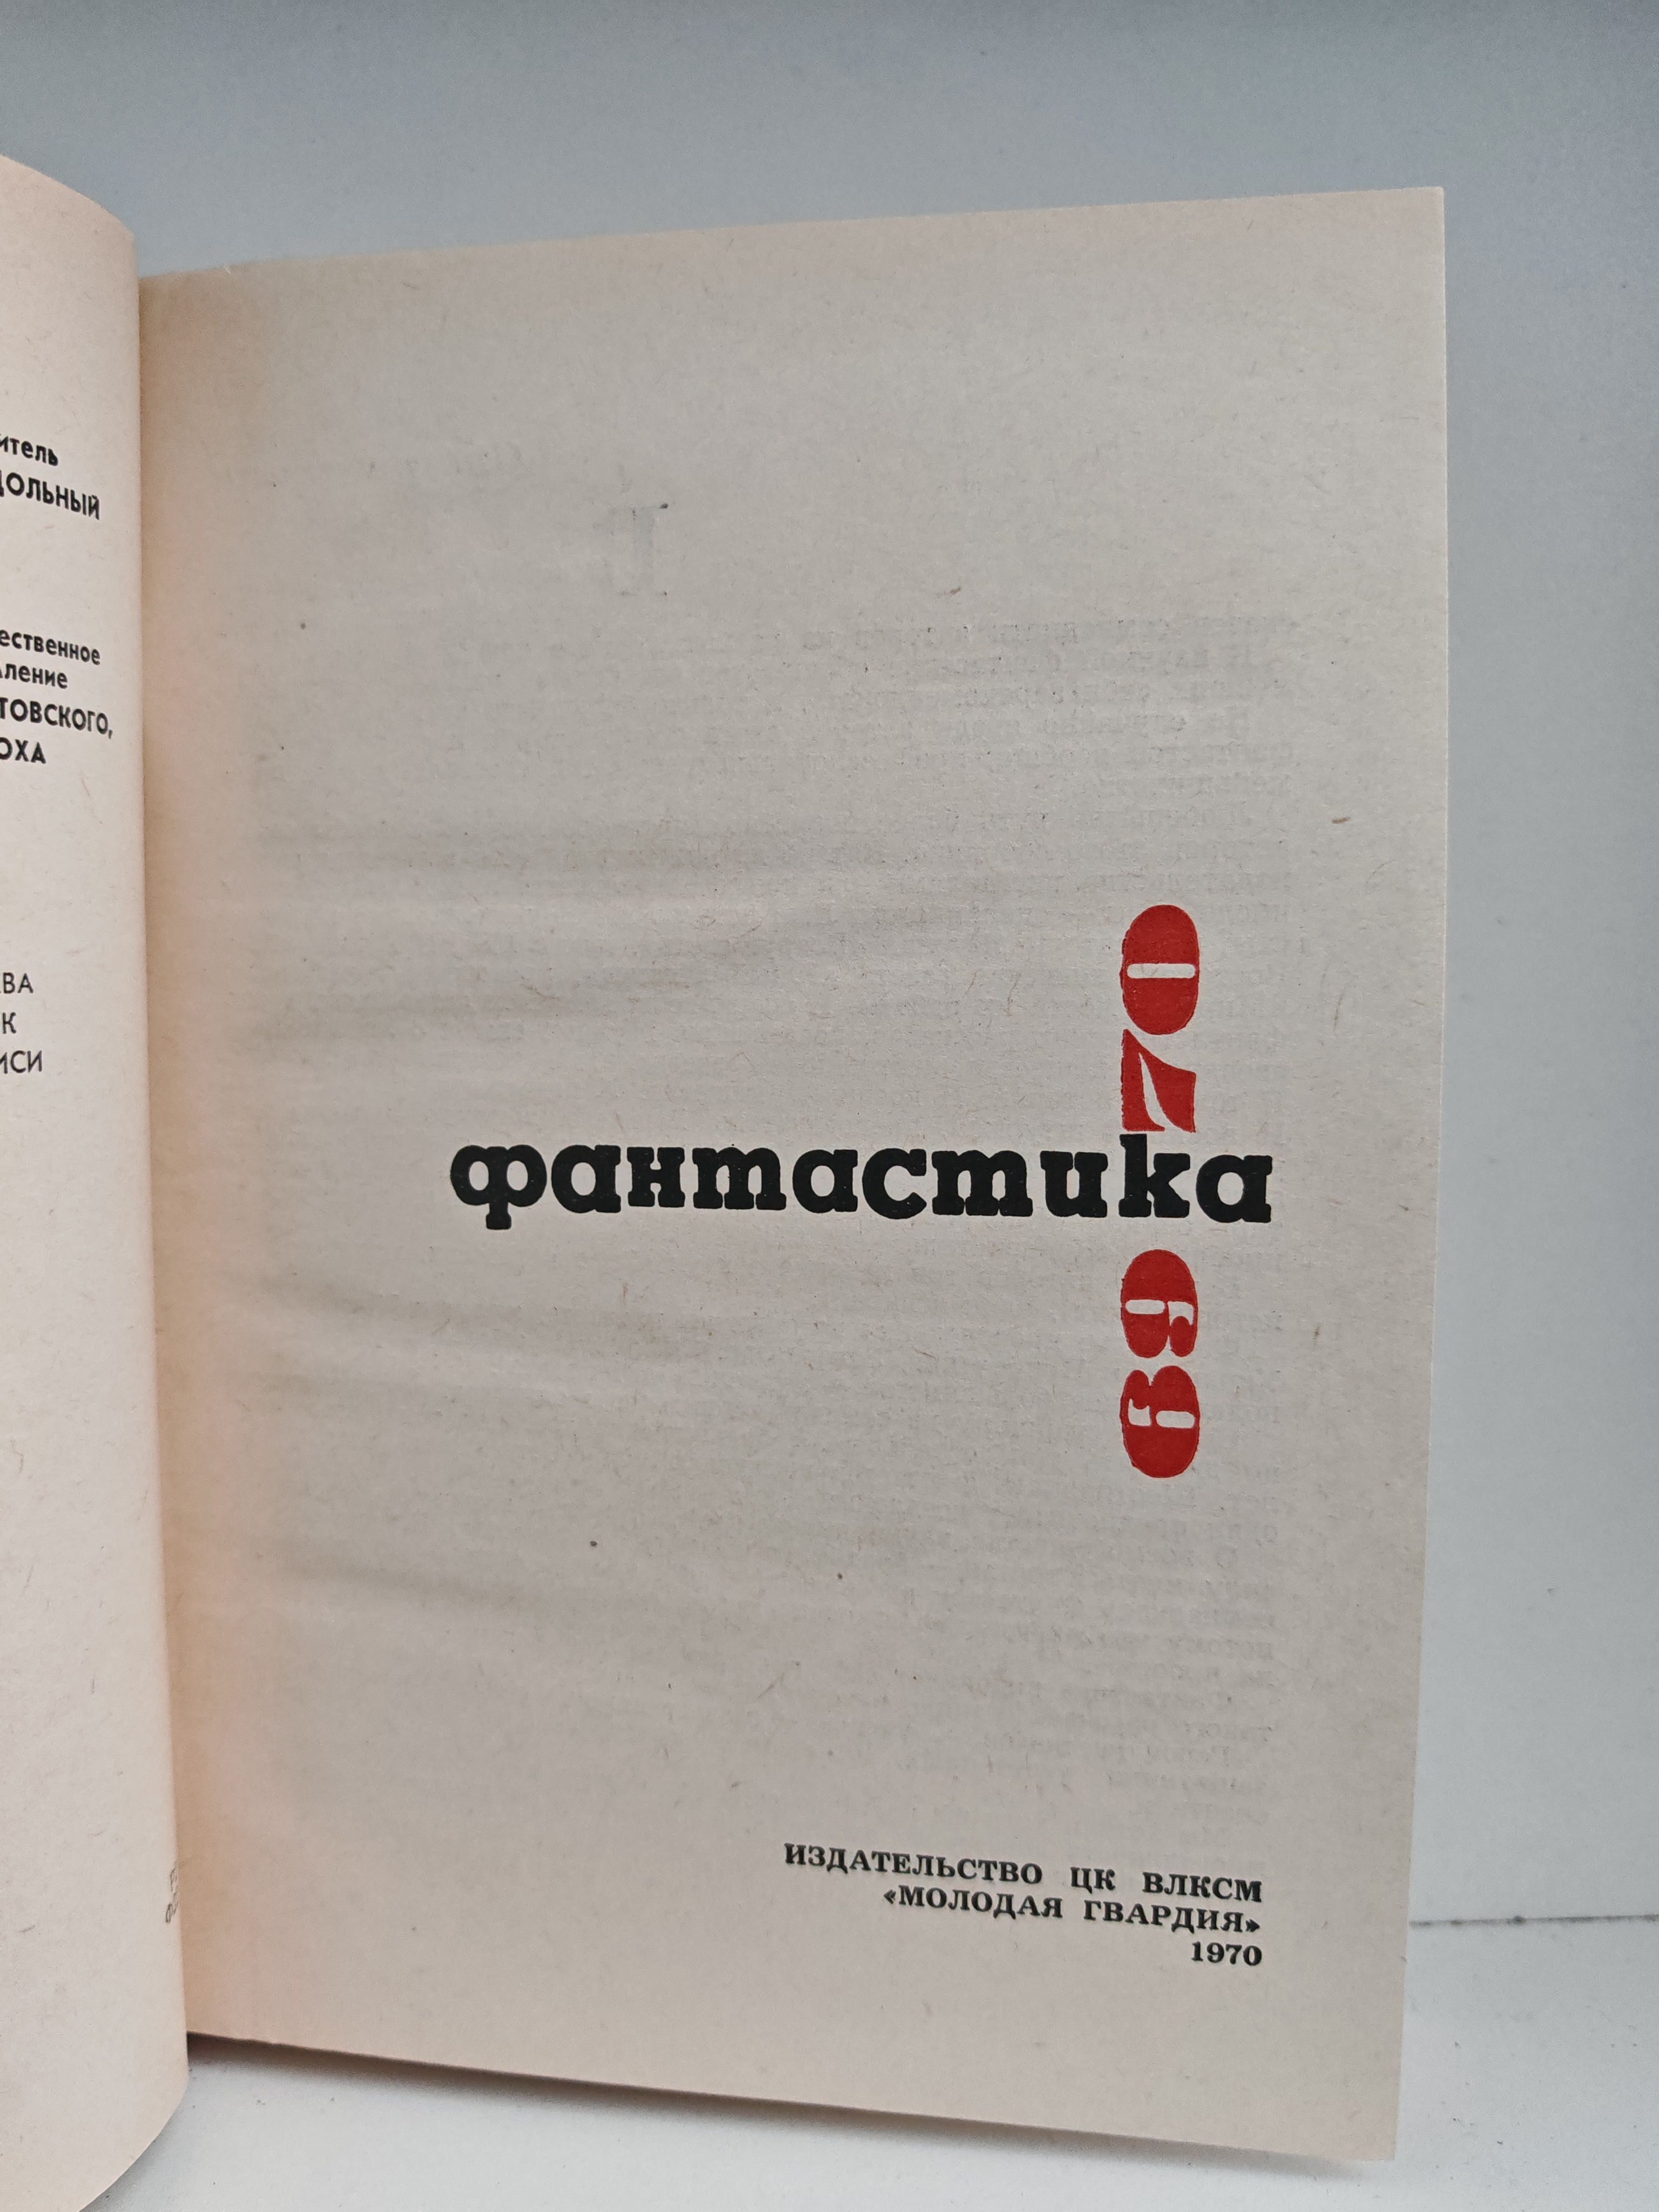 итель
ДОЛЬНЫЙ
ественное
ление
товского,
ОХА
ВА
К
ИСИ
70
фантастика
69
ИЗДАТЕЛЬСТВО ЦК ВЛКСМ
«МОЛОДАЯ ГВАРДИЯ»
1970